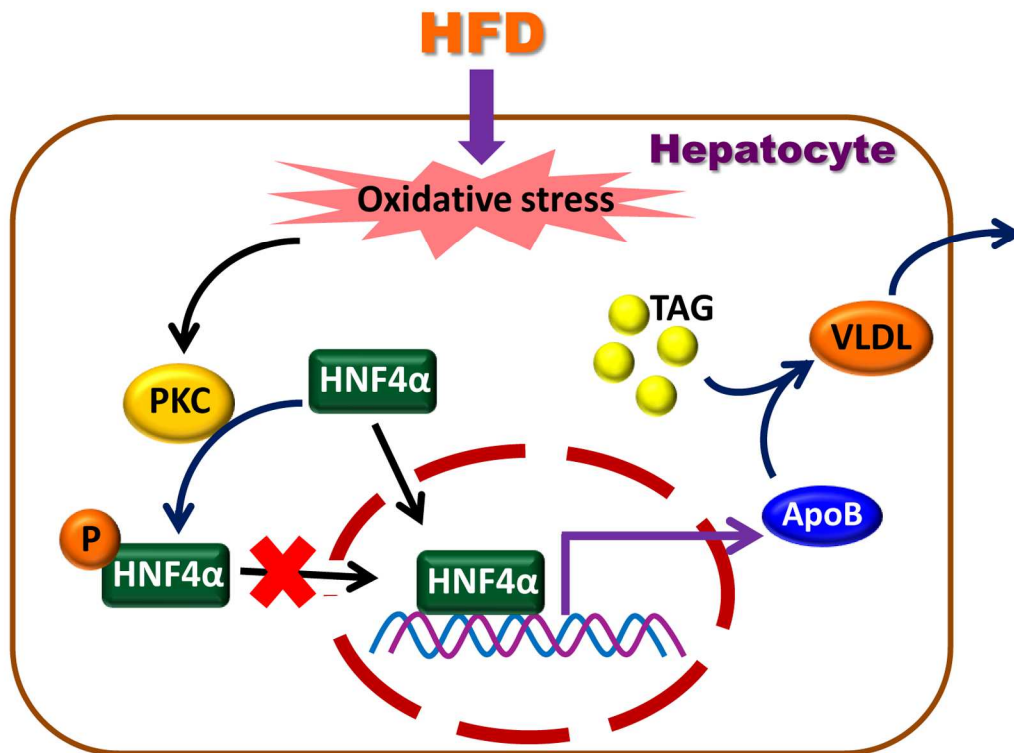 HFD
Hepatocyte
Oxidative stress
TAG
VLDL
HNF4α
PKC
ApoB
P
HNF4α
HNF4α